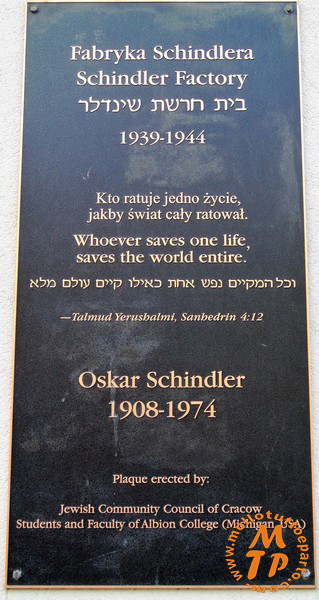 Fabryka Schindlera
Schindler Factory
בית חרשת שינדלר
1939-1944
Kto ratuje jedno życie,
jakby świat cały ratował.
Whoever saves one life,
saves the world entire.
וכל המקיים נפש אחת כאילו קיים עולם מלא
—Talmud Yerushalmi, Sanhedrin 4:12
Oskar Schindler
1908-1974
Plaque erected by:
Jewish Community Council of Cracow
Students and Faculty of Albion College (Michigan, USA)
MTP